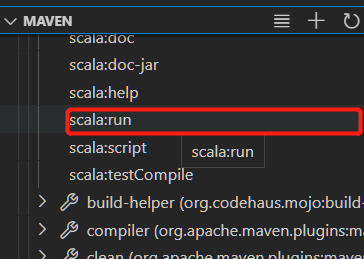 MAVEN
scala:doc
scala:doc-jar
scala:help
scala:run
scala:script
scala:run
scala:testCompile
build-helper (org.codehaus.mojo:build-
compiler (org.apache.maven.plugins:m
clean (org.apache.maven.plugins:mave